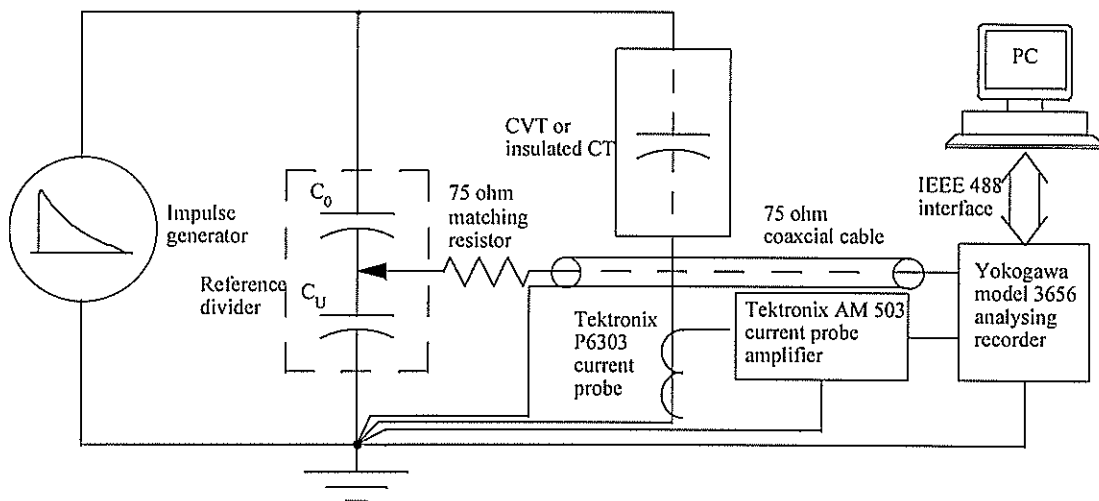 PC
CVT or
insulated CT
IEEE 488
interface
Impulse
generator
C0
75 ohm
matching
resistor
75 ohm
coaxcial cable
Reference
divider
CU
Tektronix
P6303
current
probe
Tektronix AM 503
current probe
amplifier
Yokogawa
model 3656
analysing
recorder